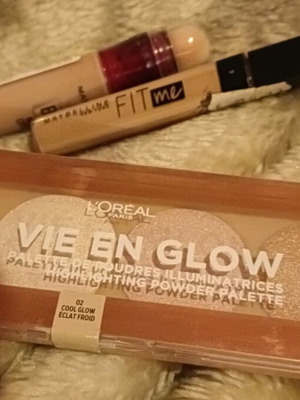 MAYBELLINE FIT me
L'ORÉAL
PARIS
VIE EN GLOW
PALETTE DE POUDRES ILLUMINATRICES
HIGHLIGHTING POWDER PALETTE
02
COOL GLOW
ÉCLAT FROID